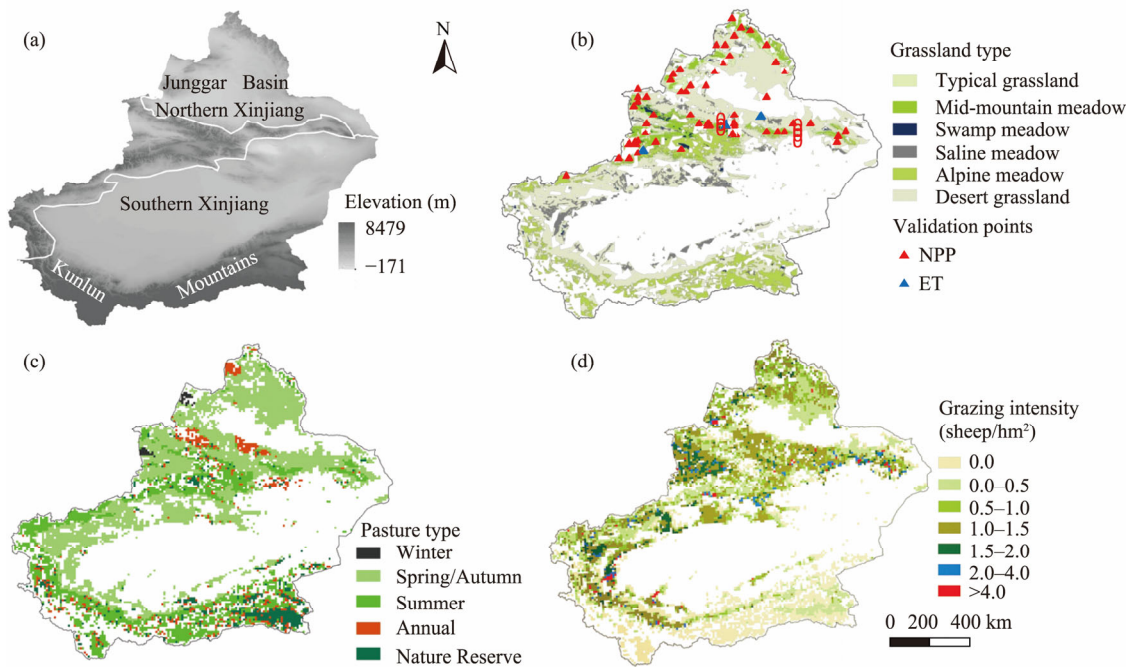 (a)
N
Junggar Basin
Northern Xinjiang
Southern Xinjiang
Elevation (m)
8479
−171
Kunlun Mountains
(b)
Grassland type
Typical grassland
Mid-mountain meadow
Swamp meadow
Saline meadow
Alpine meadow
Desert grassland
Validation points
NPP
ET
(c)
Pasture type
Winter
Spring/Autumn
Summer
Annual
Nature Reserve
(d)
Grazing intensity
(sheep/hm²)
0.0
0.0–0.5
0.5–1.0
1.0–1.5
1.5–2.0
2.0–4.0
>4.0
0 200 400 km